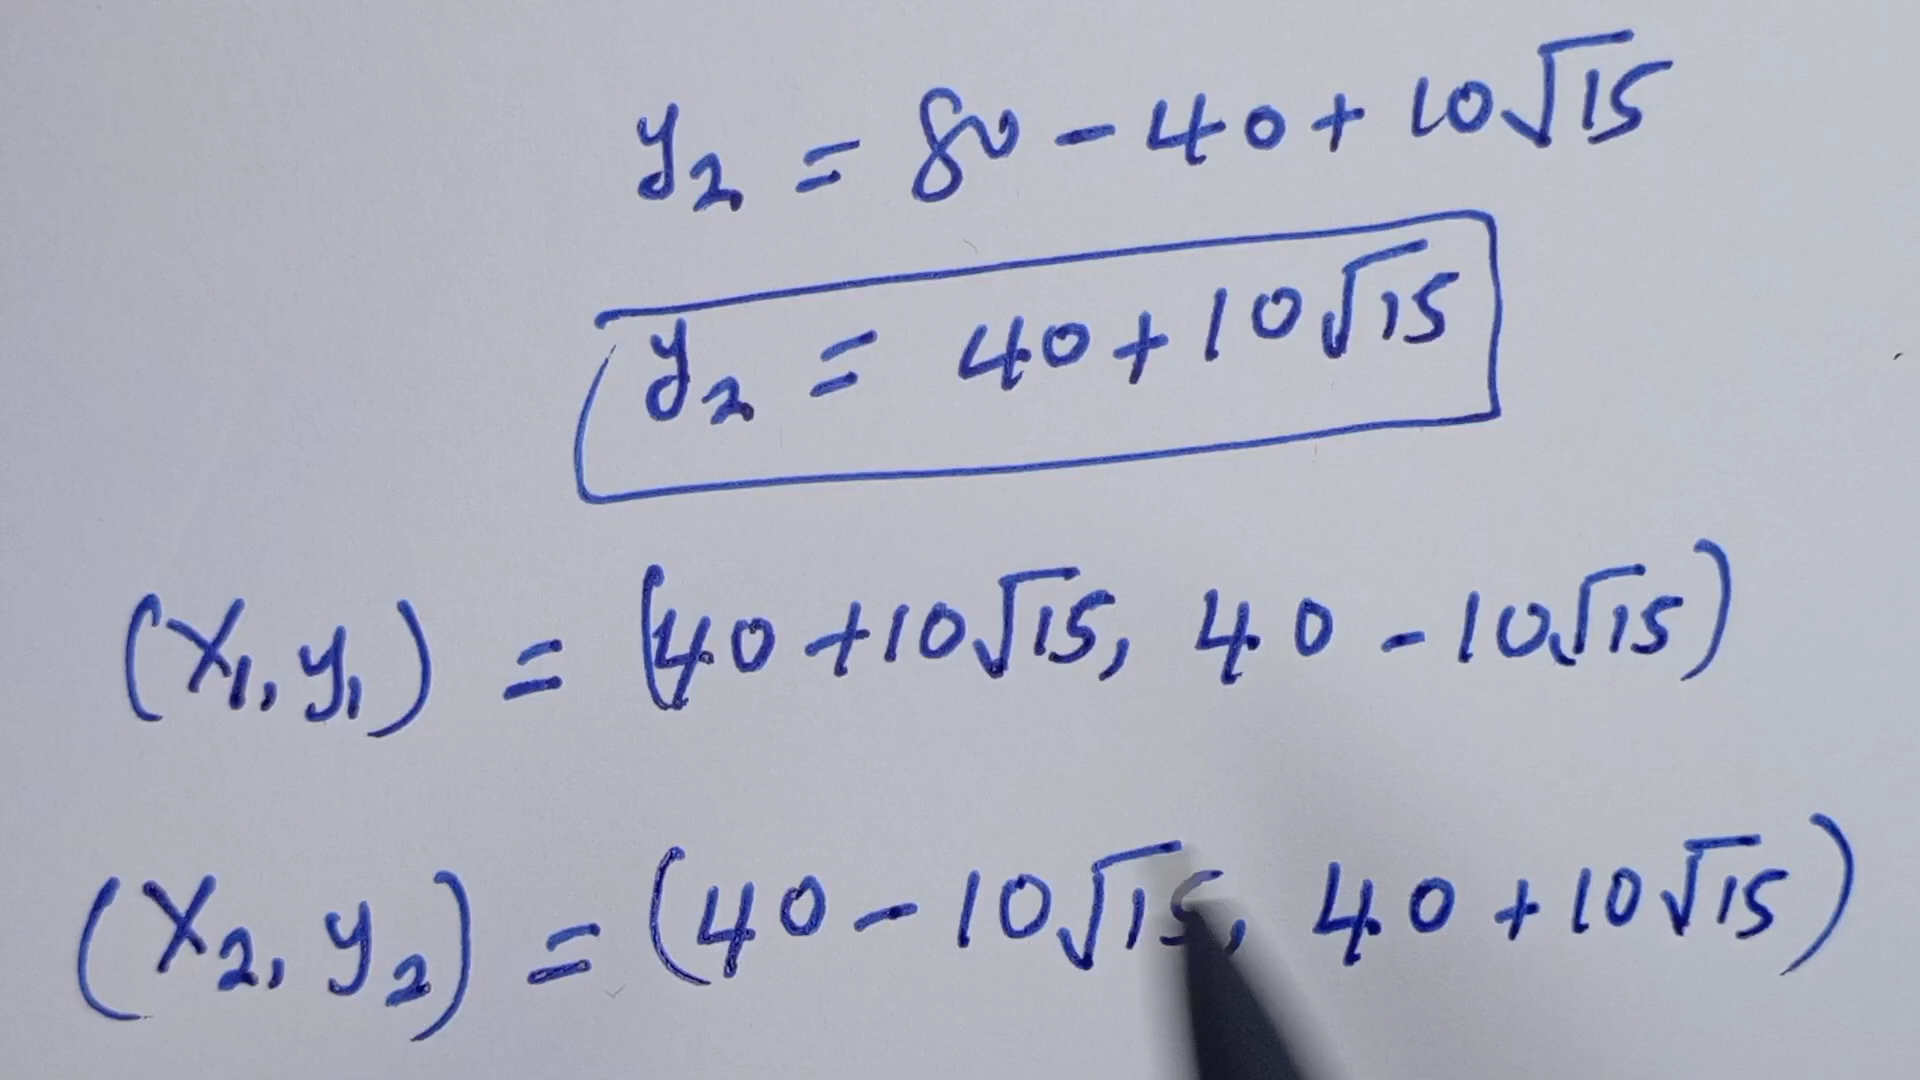 y₂ = 80 - 40 + 10√15
y₂ = 40 + 10√15
(x₁, y₁) = (40 + 10√15, 40 - 10√15)
(x₂, y₂) = (40 - 10√15, 40 + 10√15)